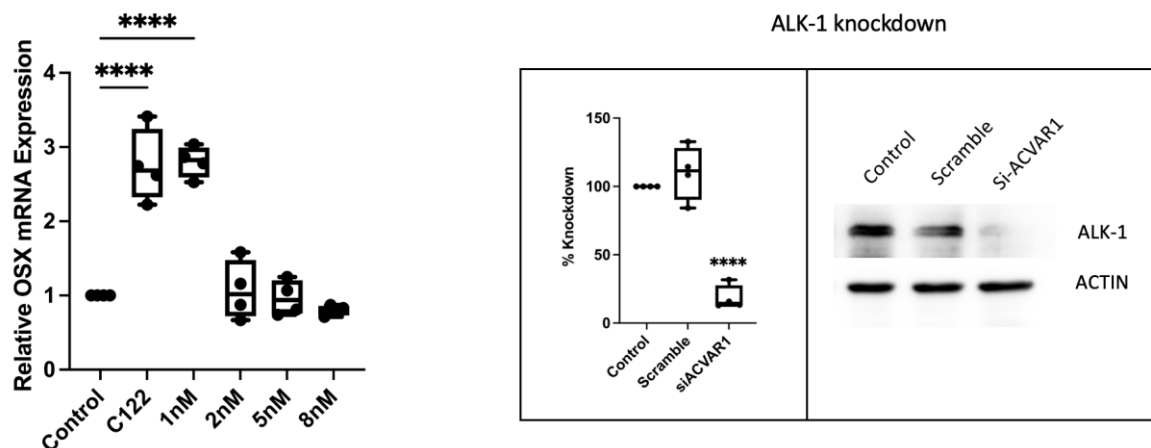 ****
****
Relative OSX mRNA Expression
4
3
2
1
0
Control
C122
1nM
2nM
5nM
8nM
ALK-1 knockdown
% Knockdown
150
100
50
0
****
Control
Scramble
siACVAR1
Control
Scramble
Si-ACVAR1
ALK-1
ACTIN